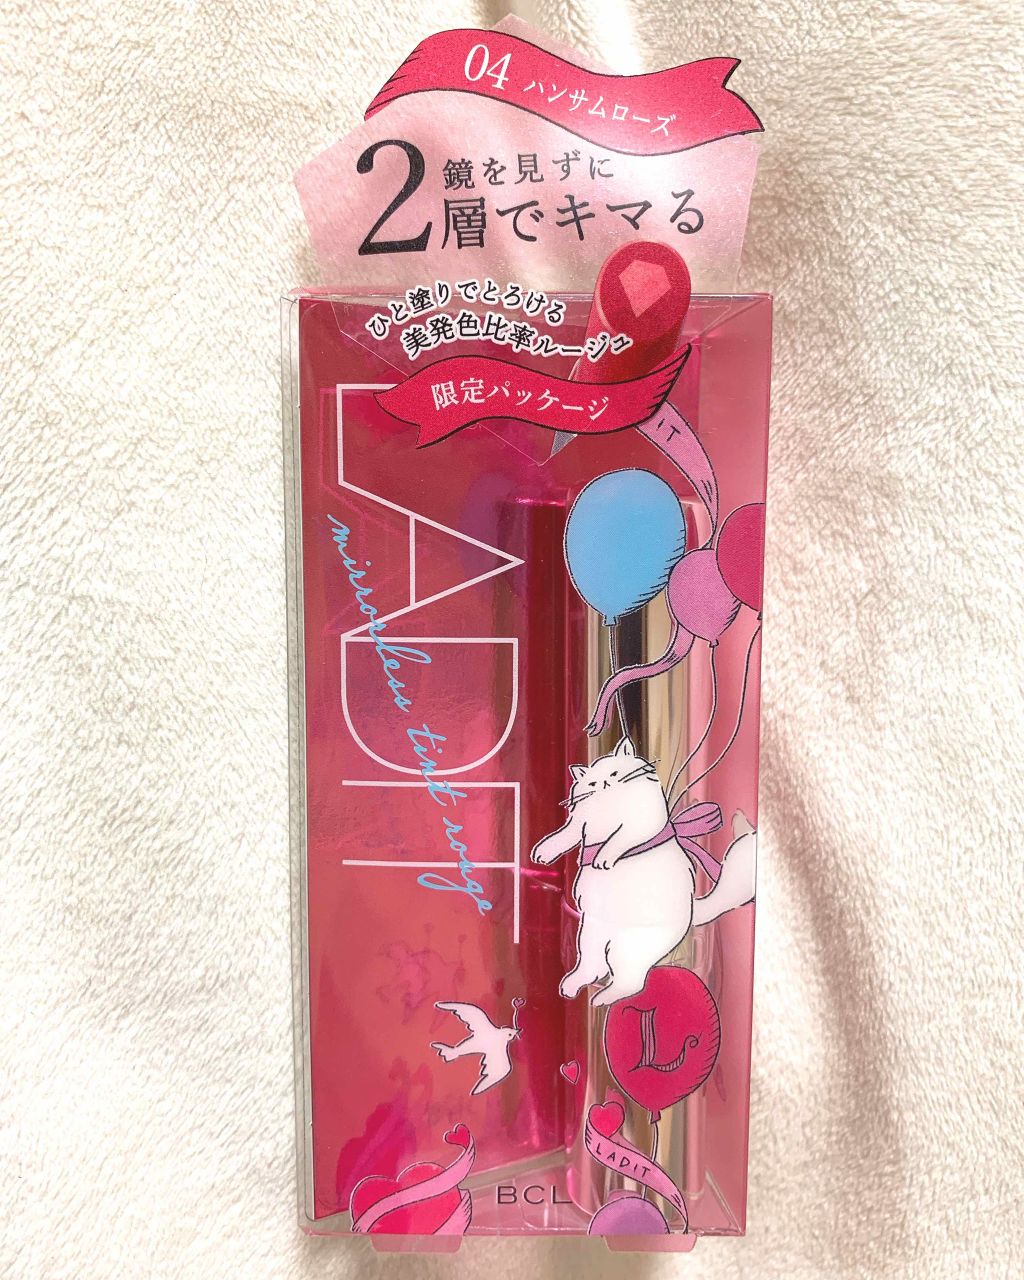 04 ハンサムローズ
鏡を見ずに
2層でキマる
ひと塗りでとろける
美発色比率ルージュ
限定パッケージ
IT
LADIT
mirrorless tint rouge
L
LADIT
BCL